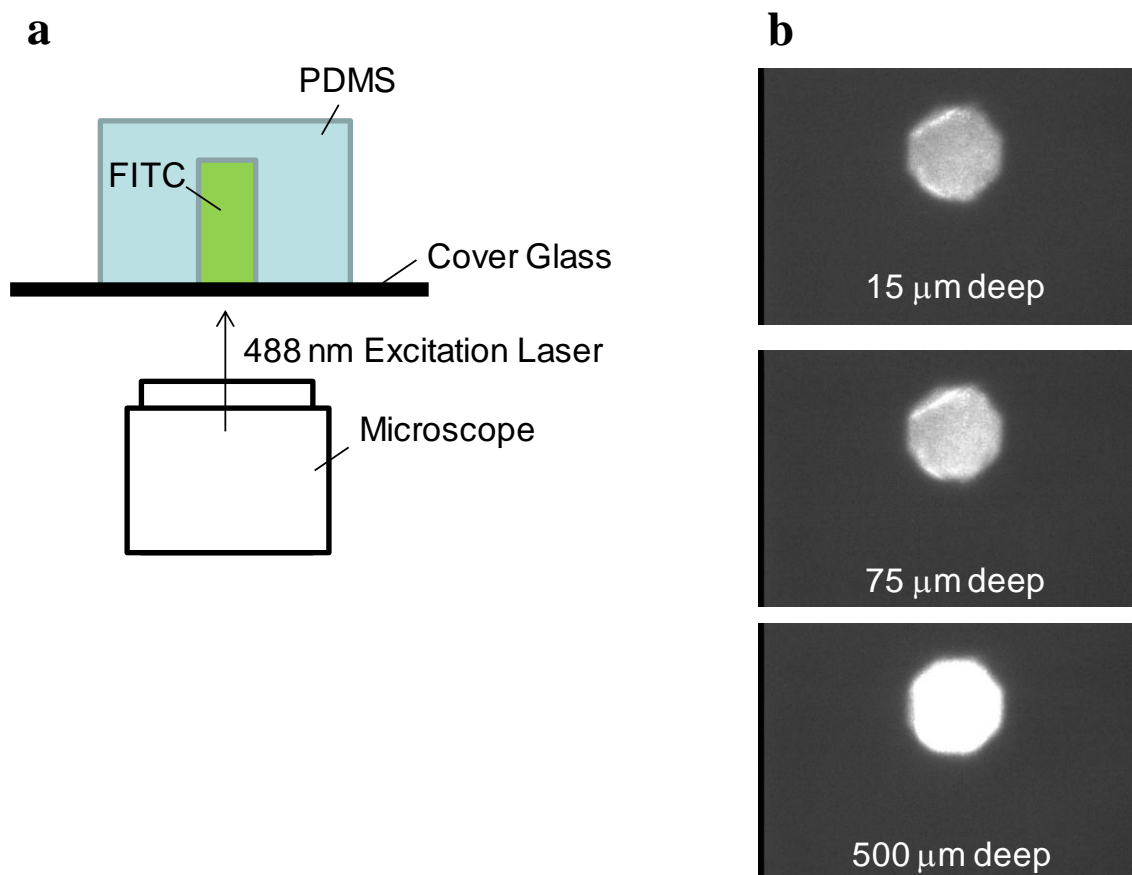 a
PDMS
FITC
Cover Glass
488 nm Excitation Laser
Microscope
b
15 μm deep
75 μm deep
500 μm deep